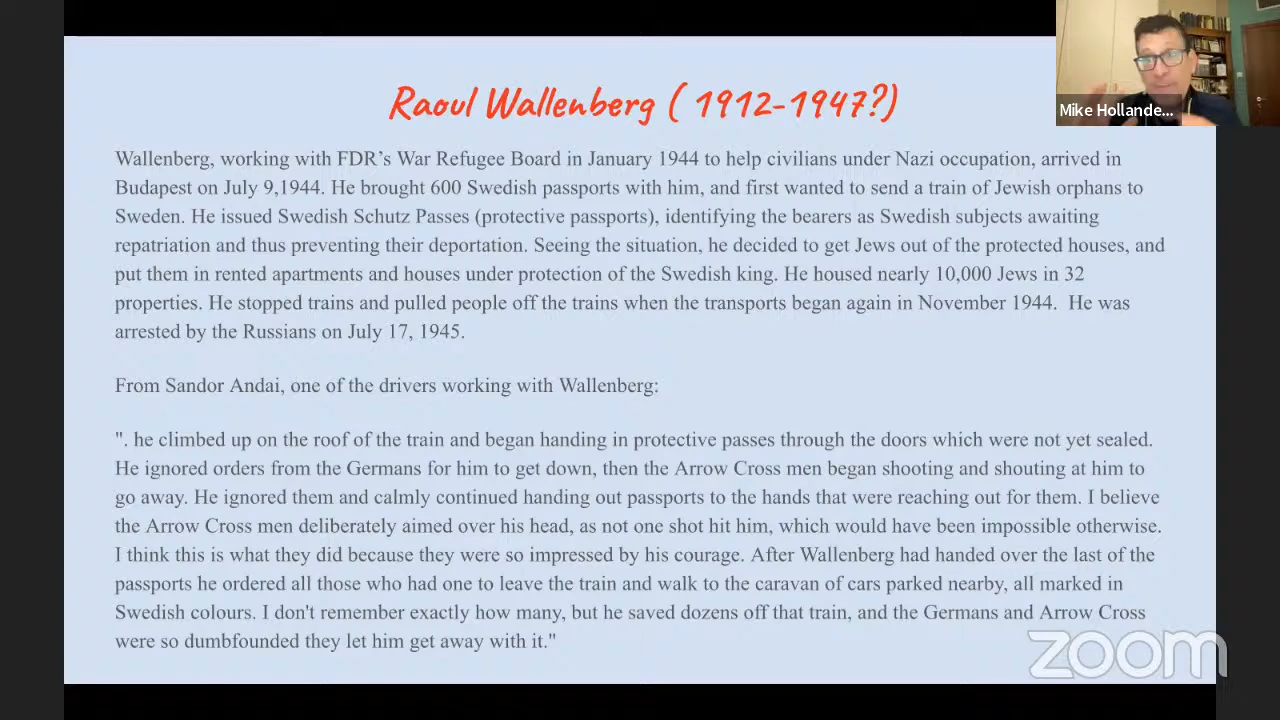 Raoul Wallenberg ( 1912-1947?)
Mike Hollande...
Wallenberg, working with FDR's War Refugee Board in January 1944 to help civilians under Nazi occupation, arrived in
Budapest on July 9,1944. He brought 600 Swedish passports with him, and first wanted to send a train of Jewish orphans to
Sweden. He issued Swedish Schutz Passes (protective passports), identifying the bearers as Swedish subjects awaiting
repatriation and thus preventing their deportation. Seeing the situation, he decided to get Jews out of the protected houses, and
put them in rented apartments and houses under protection of the Swedish king. He housed nearly 10,000 Jews in 32
properties. He stopped trains and pulled people off the trains when the transports began again in November 1944.  He was
arrested by the Russians on July 17, 1945.
From Sandor Andai, one of the drivers working with Wallenberg:
". he climbed up on the roof of the train and began handing in protective passes through the doors which were not yet sealed.
He ignored orders from the Germans for him to get down, then the Arrow Cross men began shooting and shouting at him to
go away. He ignored them and calmly continued handing out passports to the hands that were reaching out for them. I believe
the Arrow Cross men deliberately aimed over his head, as not one shot hit him, which would have been impossible otherwise.
I think this is what they did because they were so impressed by his courage. After Wallenberg had handed over the last of the
passports he ordered all those who had one to leave the train and walk to the caravan of cars parked nearby, all marked in
Swedish colours. I don't remember exactly how many, but he saved dozens off that train, and the Germans and Arrow Cross
were so dumbfounded they let him get away with it."
zoom